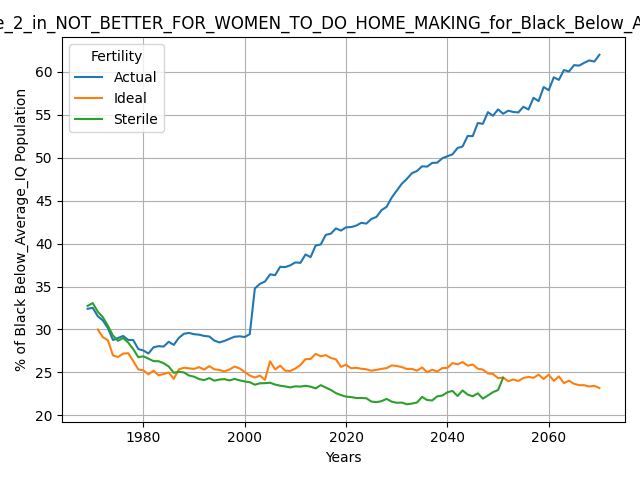 e_2_in_NOT_BETTER_FOR_WOMEN_TO_DO_HOME_MAKING_for_Black_Below_A
Fertility
Actual
Ideal
Sterile
% of Black Below_Average_IQ Population
60
55
50
45
40
35
30
25
20
1980
2000
2020
2040
2060
Years